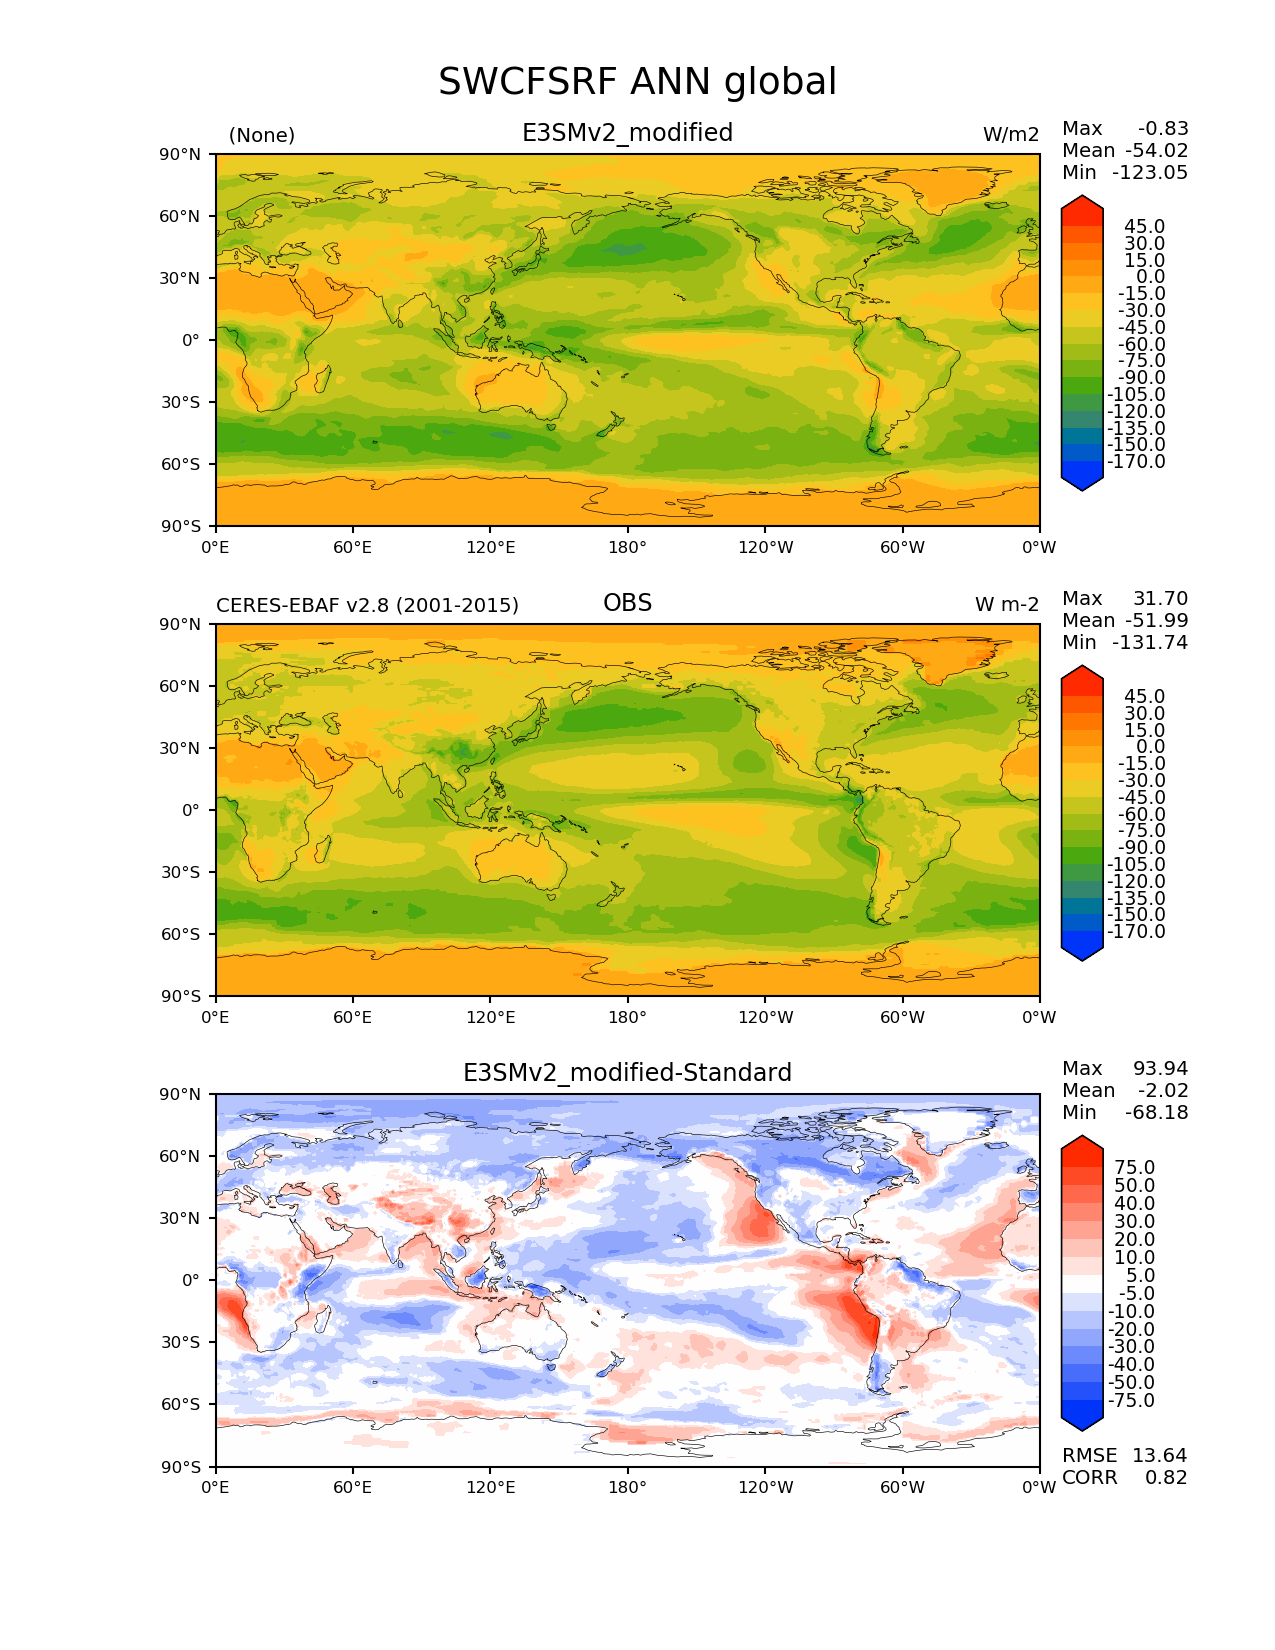 SWCFSRF ANN global
(None) E3SMv2_modified W/m2
Max -0.83
Mean -54.02
Min -123.05
90°N
60°N
30°N
0°
30°S
60°S
90°S
0°E 60°E 120°E 180° 120°W 60°W 0°W
45.0
30.0
15.0
0.0
-15.0
-30.0
-45.0
-60.0
-75.0
-90.0
-105.0
-120.0
-135.0
-150.0
-170.0
CERES-EBAF v2.8 (2001-2015) OBS W m-2
Max 31.70
Mean -51.99
Min -131.74
90°N
60°N
30°N
0°
30°S
60°S
90°S
0°E 60°E 120°E 180° 120°W 60°W 0°W
45.0
30.0
15.0
0.0
-15.0
-30.0
-45.0
-60.0
-75.0
-90.0
-105.0
-120.0
-135.0
-150.0
-170.0
E3SMv2_modified-Standard
Max 93.94
Mean -2.02
Min -68.18
90°N
60°N
30°N
0°
30°S
60°S
90°S
0°E 60°E 120°E 180° 120°W 60°W 0°W
75.0
50.0
40.0
30.0
20.0
10.0
5.0
-5.0
-10.0
-20.0
-30.0
-40.0
-50.0
-75.0
RMSE 13.64
CORR 0.82